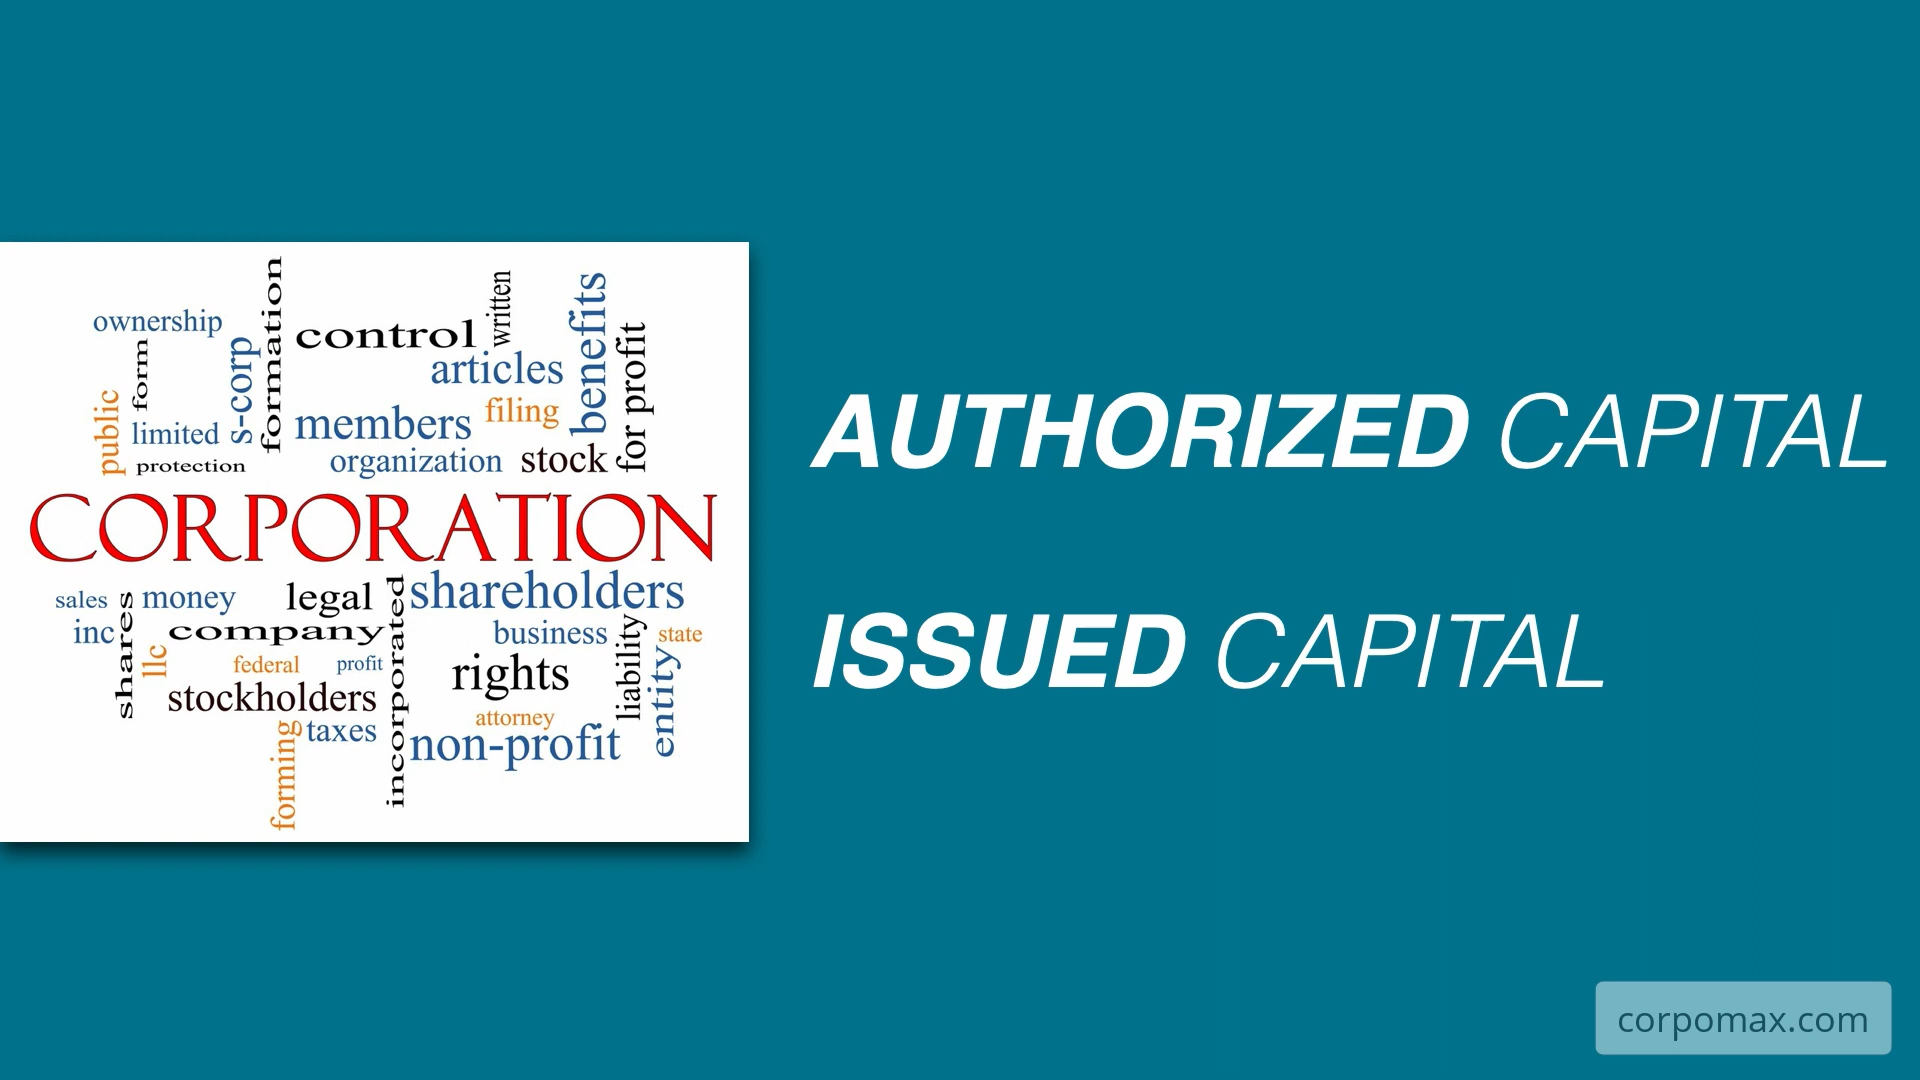 ownership
form
public
limited
protection
s-corp
formation
control
written
articles
benefits
for profit
members
filing
organization
stock
CORPORATION
sales
money
legal
shareholders
inc
shares
company
incorporated
business
liability
state
llc
federal
profit
rights
entity
stockholders
attorney
forming
taxes
non-profit
AUTHORIZED CAPITAL
ISSUED CAPITAL
corpomax.com